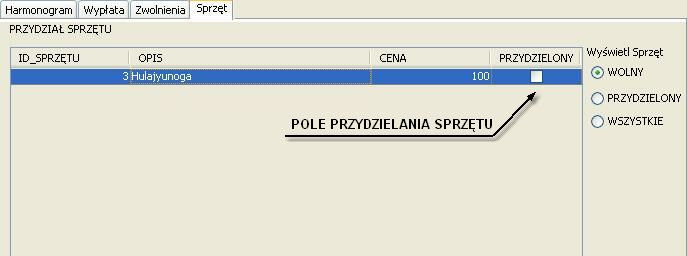 Harmonogram Wypłata Zwolnienia Sprzęt
PRZYDZIAŁ SPRZĘTU
ID_SPRZĘTU OPIS CENA PRZYDZIELONY
3 Hulajyunoga 100
Wyświetl Sprzęt
WOLNY
PRZYDZIELONY
WSZYSTKIE
POLE PRZYDZIELANIA SPRZĘTU